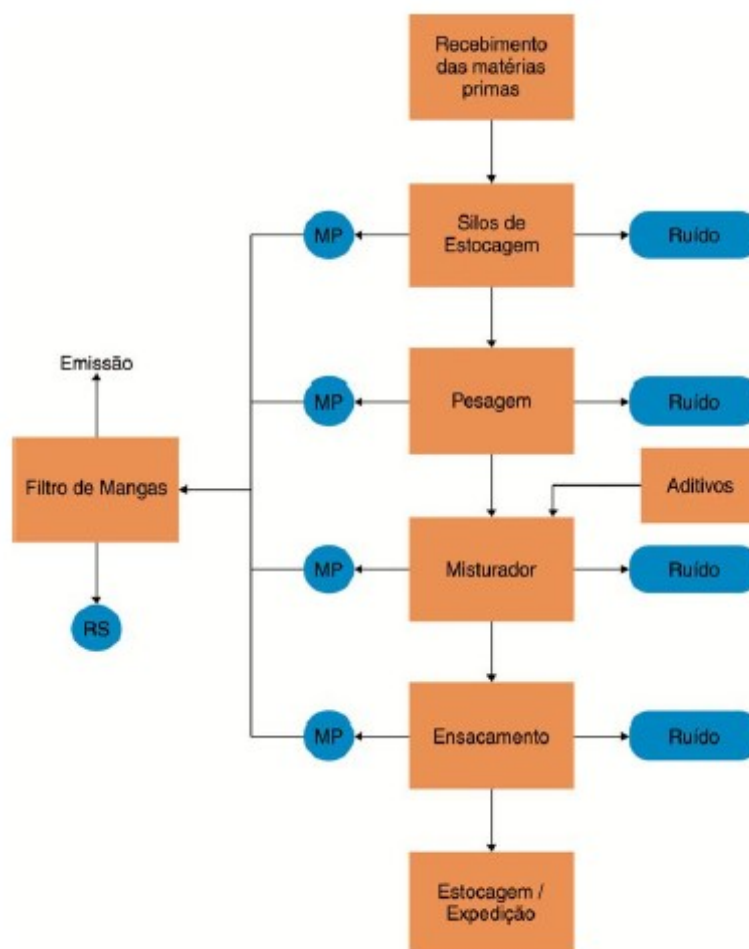 Recebimento
das matérias
primas
MP
Silos de
Estocagem
Ruído
Emissão
MP
Pesagem
Ruído
Filtro de Mangas
Aditivos
MP
Misturador
Ruído
RS
MP
Ensacamento
Ruído
Estocagem /
Expedição